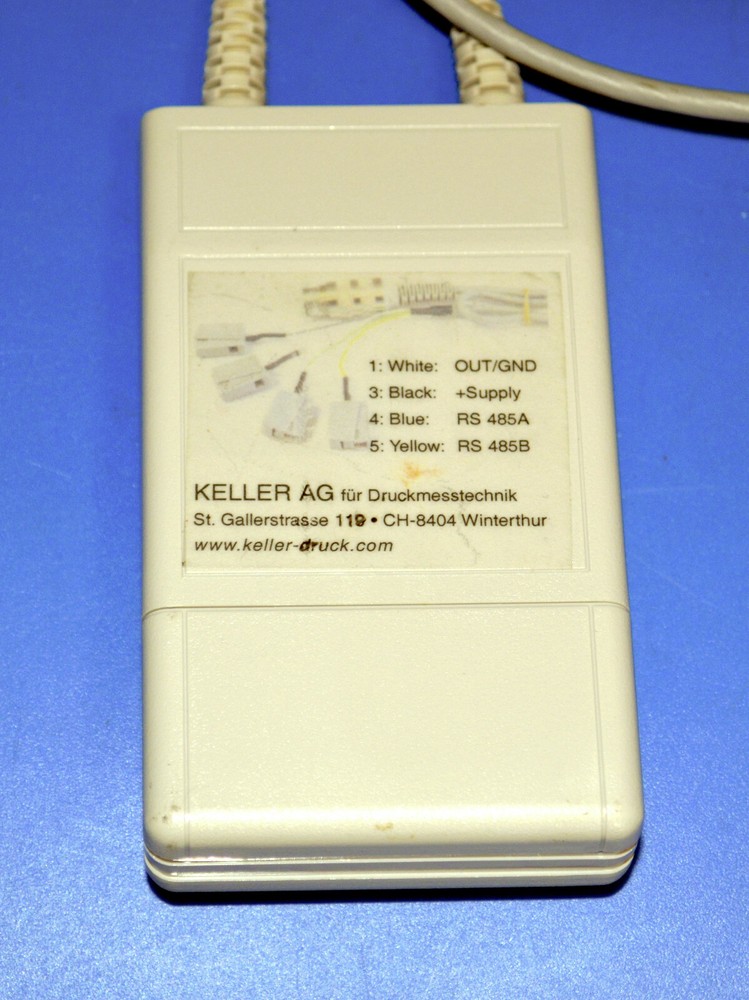 1: White: OUT/GND
3: Black: +Supply
4: Blue: RS 485A
5: Yellow: RS 485B
KELLER AG für Druckmesstechnik
St. Gallerstrasse 119 • CH-8404 Winterthur
www.keller-druck.com